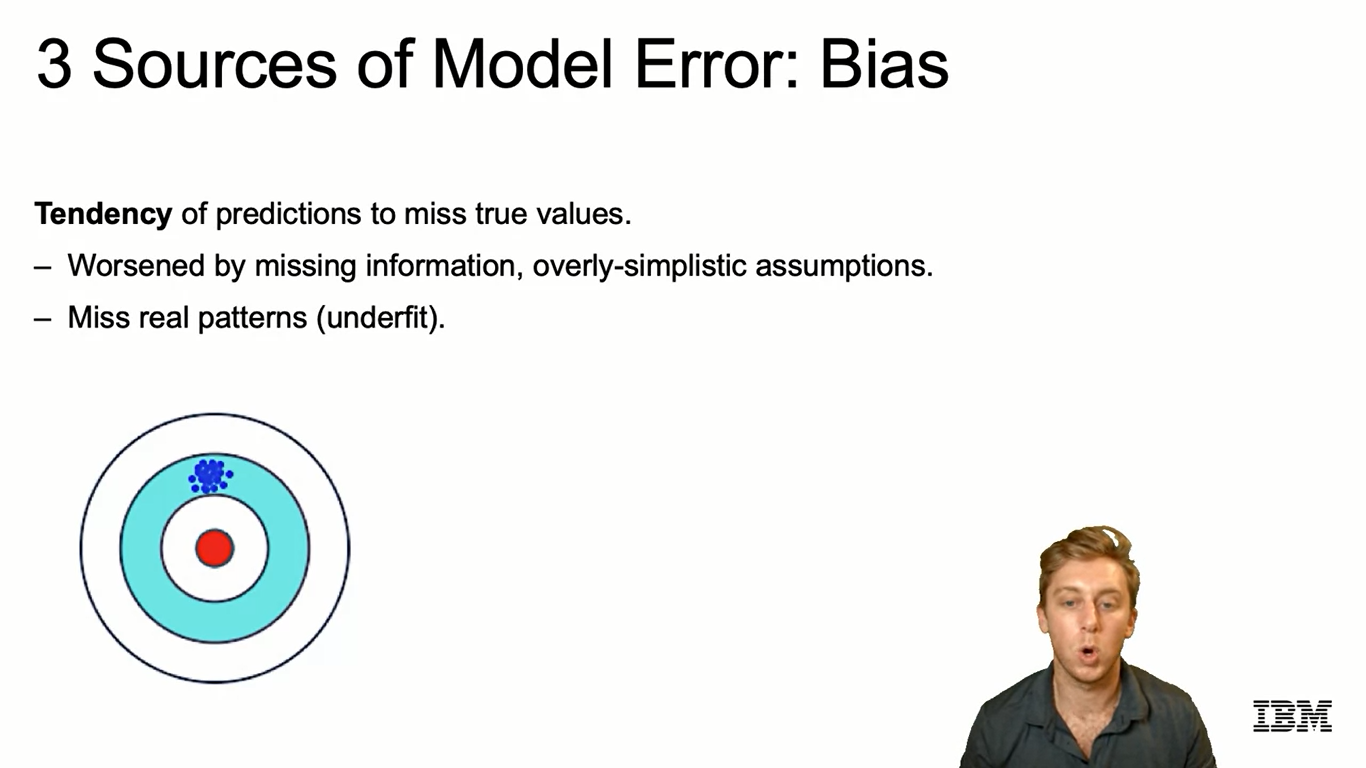 3 Sources of Model Error: Bias
Tendency of predictions to miss true values.
– Worsened by missing information, overly-simplistic assumptions.
– Miss real patterns (underfit).
IBM